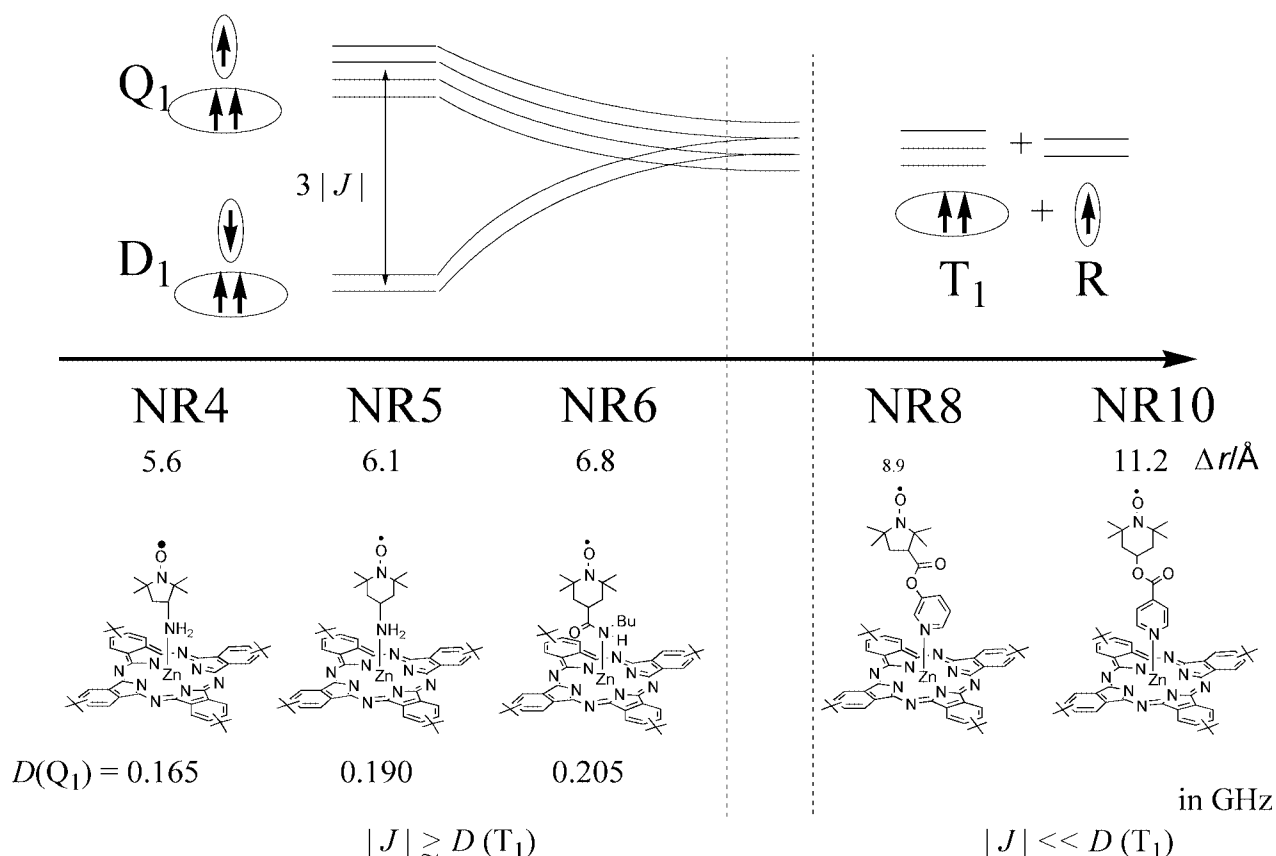 Q1
3 | J |
D1
+
+
T1 R
NR4 NR5 NR6 NR8 NR10
5.6 6.1 6.8 8.9 11.2 Δr/Å
O N NH2 N N N N N N N N Zn
O N NH2 N N N N N N N N Zn
O N O N H Bu N N N N N N N N Zn
O N O O N N N N N N N N N Zn
O N O O N N N N N N N N N Zn
D(Q1) = 0.165 0.190 0.205
in GHz
| J | ≳ D (T1) | J | << D (T1)